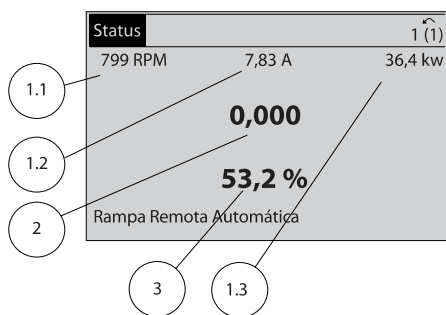 Status
1 (1)
799 RPM 7,83 A 36,4 kw
1.1
0,000
1.2
53,2 %
Rampa Remota Automática
2
3 1.3